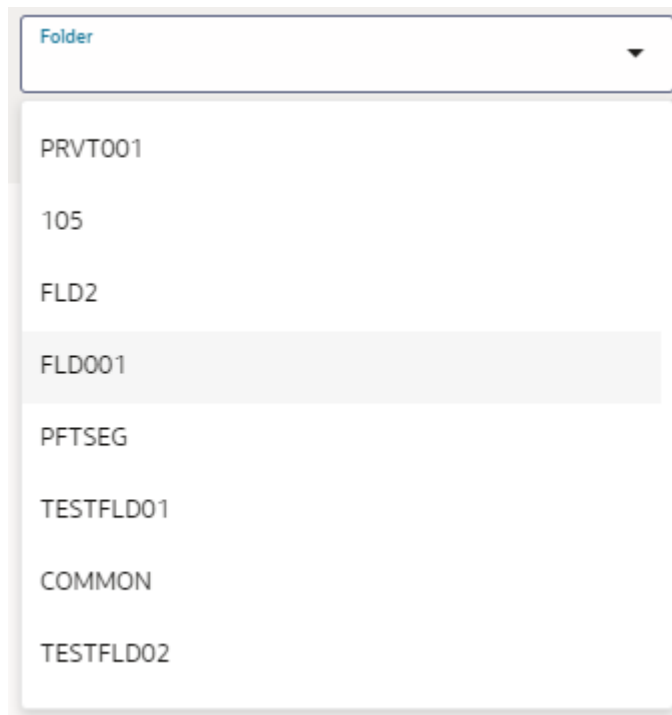 Folder
PRVT001
105
FLD2
FLD001
PFTSEG
TESTFLD01
COMMON
TESTFLD02